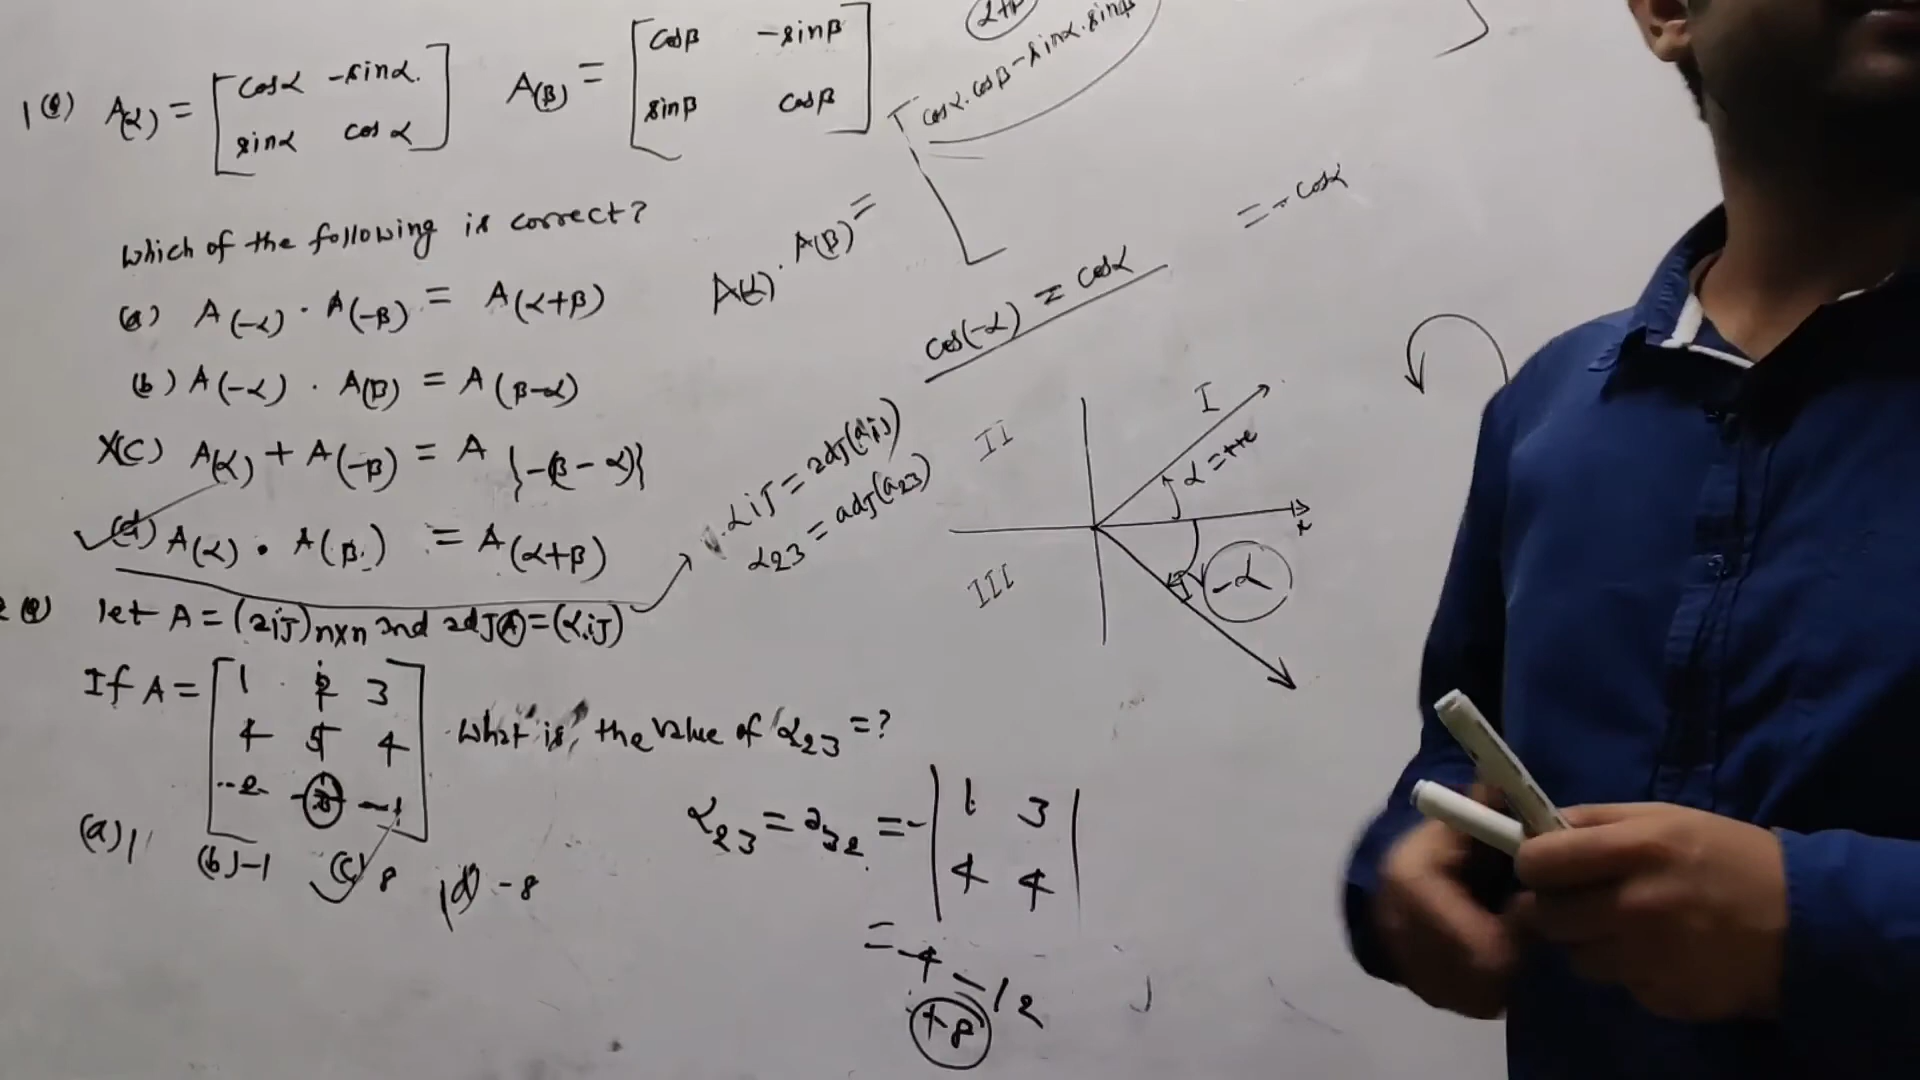 1(Q) A(α) = [cosα -sinα. sinα cosα] A(β) = [cosβ -sinβ sinβ cosβ]
cosα.cosβ-sinα.sinβ
Which of the following is correct?
A(α). A(β) =
= -cosα
(a) A(-α) . A(-β) = A(α+β)
cos(-α) = cosα
(b) A(-α) . A(β) = A(β-α)
X(C) A(α) + A(-β) = A {-(β-α)}
(d) A(α) . A(β.) = A(α+β)
αiJ = adJ(aiJ)
α23 = adJ(a23)
I
II
III
α=+ve
x
-α
2(Q) let A = (aiJ)nxn and adJ(A) = (αiJ)
If A = [1 2 3
4 5 4
-2 -1]
What is the value of α23 = ?
(a) 1 (b) -1 (c) 8 (d) -8
α23 = a32 = - |1 3
4 4|
= -4 -12
+8